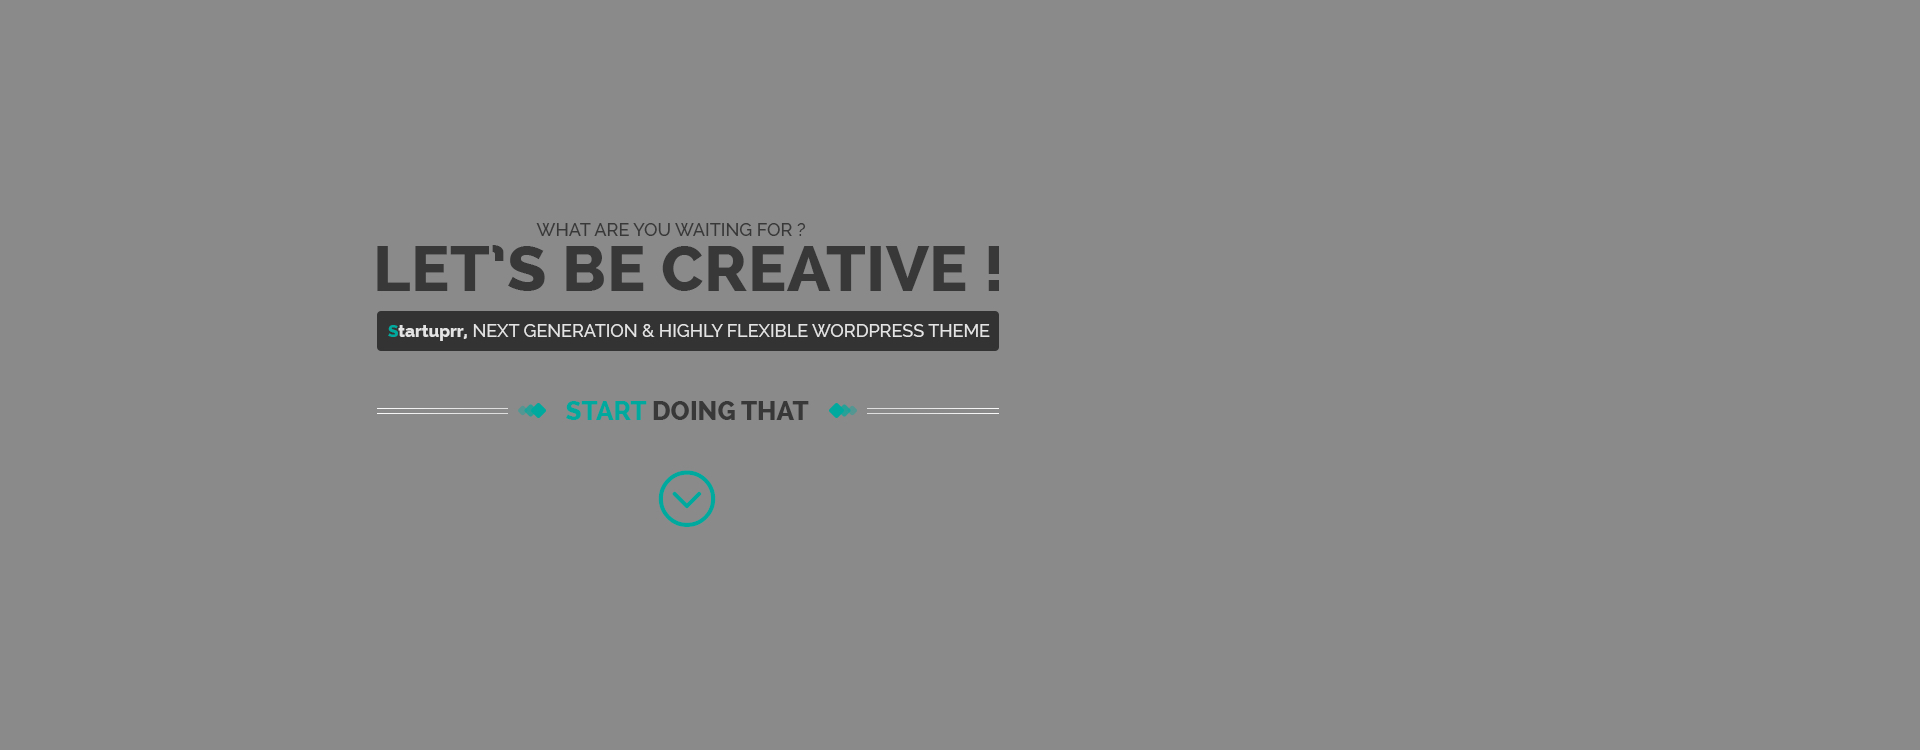 WHAT ARE YOU WAITING FOR ?
LET‘S BE CREATIVE !
Startuprr, NEXT GENERATION & HIGHLY FLEXIBLE WORDPRESS THEME
START DOING THAT